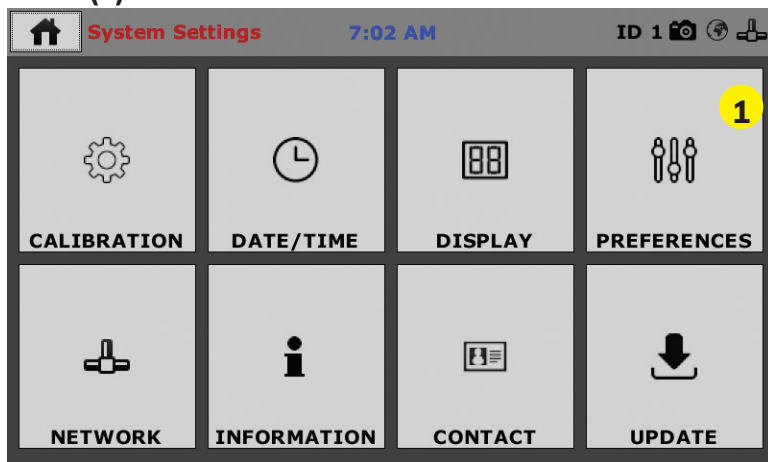 System Settings 7:02 AM ID 1
1
CALIBRATION DATE/TIME DISPLAY PREFERENCES
NETWORK INFORMATION CONTACT UPDATE